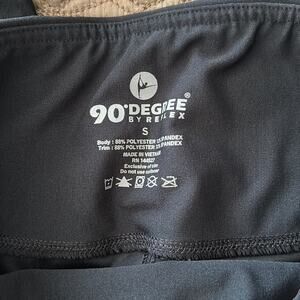 90°DEGREE®
BY REFLEX
S
Body : 88% POLYESTER 12% SPANDEX
Trim : 88% POLYESTER 12% SPANDEX
MADE IN VIETNAM
RN 144527
Exclusive of trim
Do not use softener